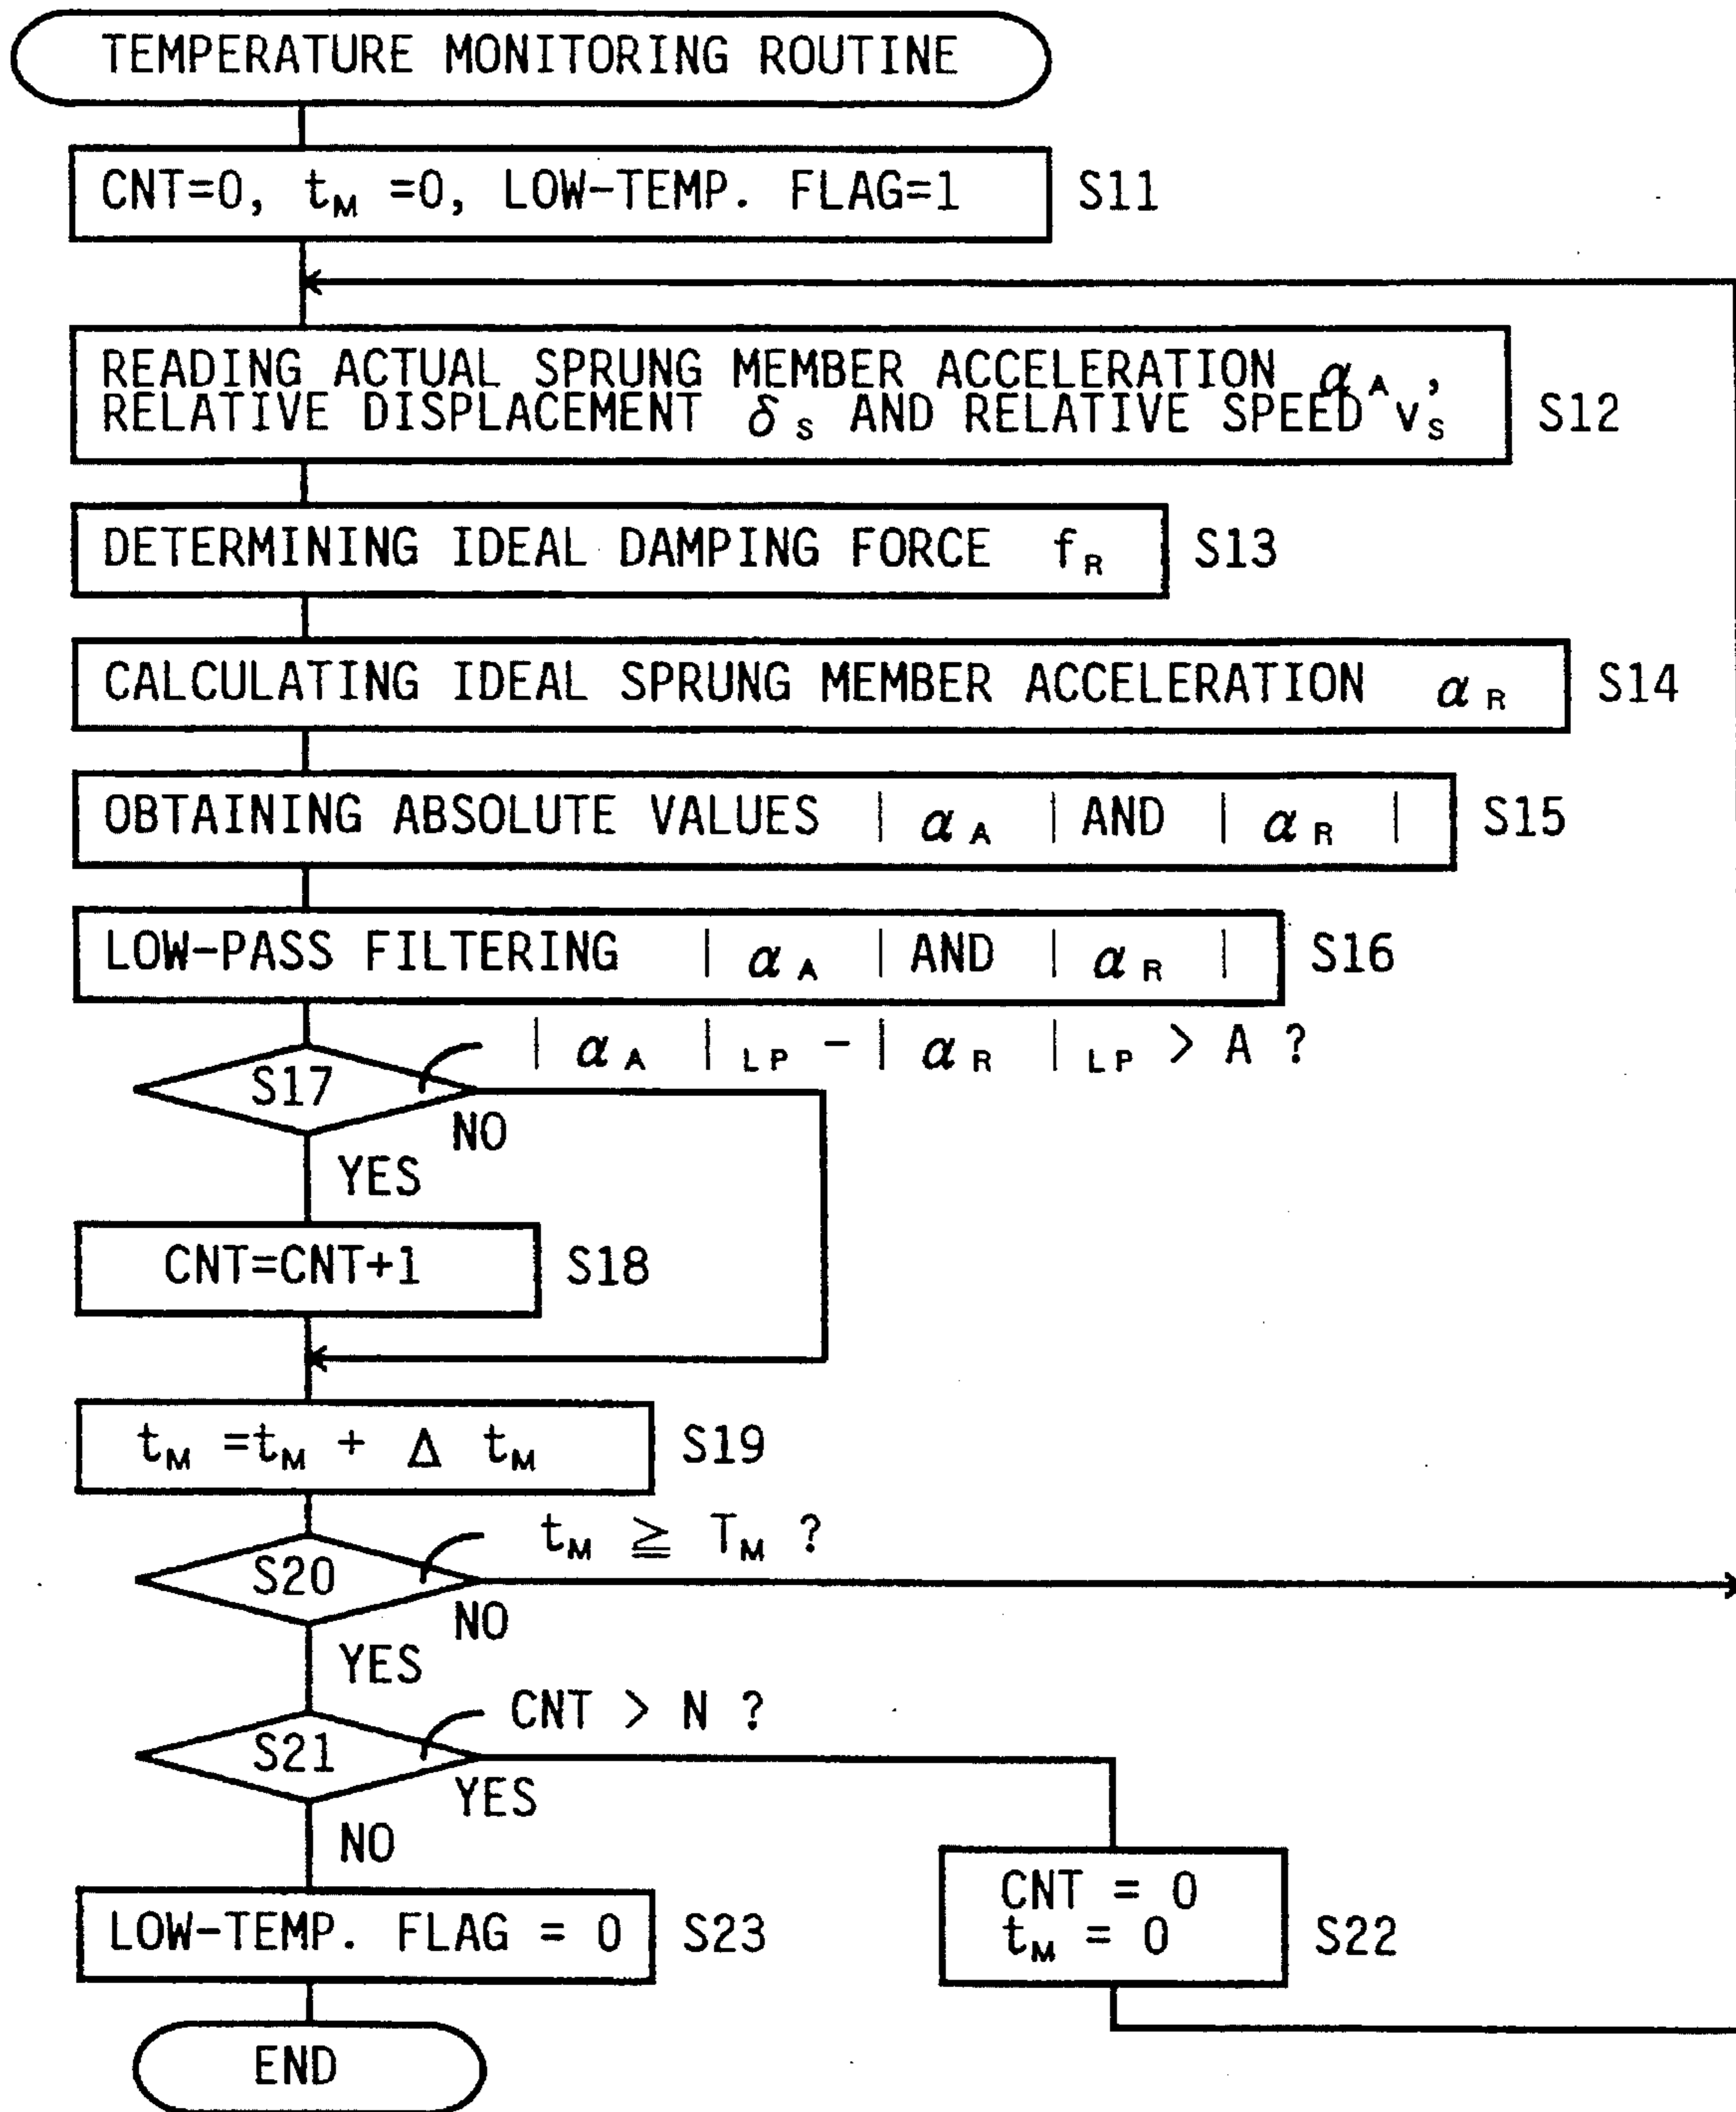 TEMPERATURE MONITORING ROUTINE
CNT=0, tM =0, LOW-TEMP. FLAG=1 S11
READING ACTUAL SPRUNG MEMBER ACCELERATION αA ,
RELATIVE DISPLACEMENT δs AND RELATIVE SPEED vs S12
DETERMINING IDEAL DAMPING FORCE fR S13
CALCULATING IDEAL SPRUNG MEMBER ACCELERATION αR S14
OBTAINING ABSOLUTE VALUES | αA | AND | αR | S15
LOW-PASS FILTERING | αA | AND | αR | S16
| αA |LP - | αR |LP > A ?
S17
NO
YES
CNT=CNT+1 S18
tM =tM + Δ tM S19
tM ≧ TM ?
S20
NO
YES
CNT > N ?
S21
YES
NO
CNT = 0
tM = 0 S22
LOW-TEMP. FLAG = 0 S23
END